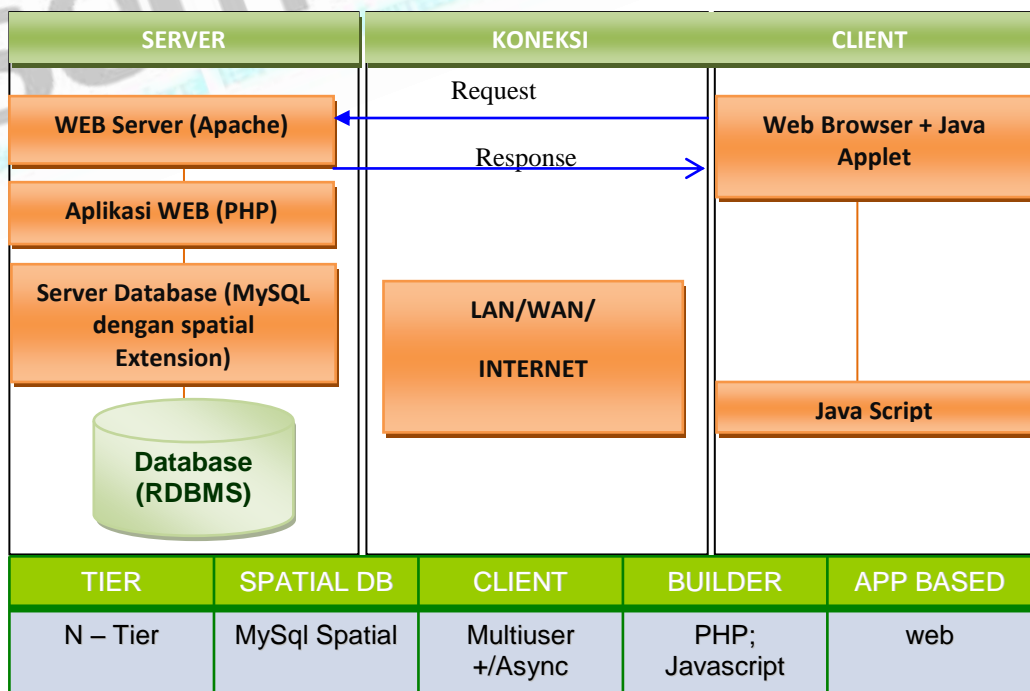 SERVER
KONEKSI
CLIENT
Request
WEB Server (Apache)
Response
Web Browser + Java
Applet
Aplikasi WEB (PHP)
Server Database (MySQL
dengan spatial
Extension)
LAN/WAN/
INTERNET
Java Script
Database
(RDBMS)
TIER
SPATIAL DB
CLIENT
BUILDER
APP BASED
N – Tier
MySql Spatial
Multiuser
+/Async
PHP;
Javascript
web